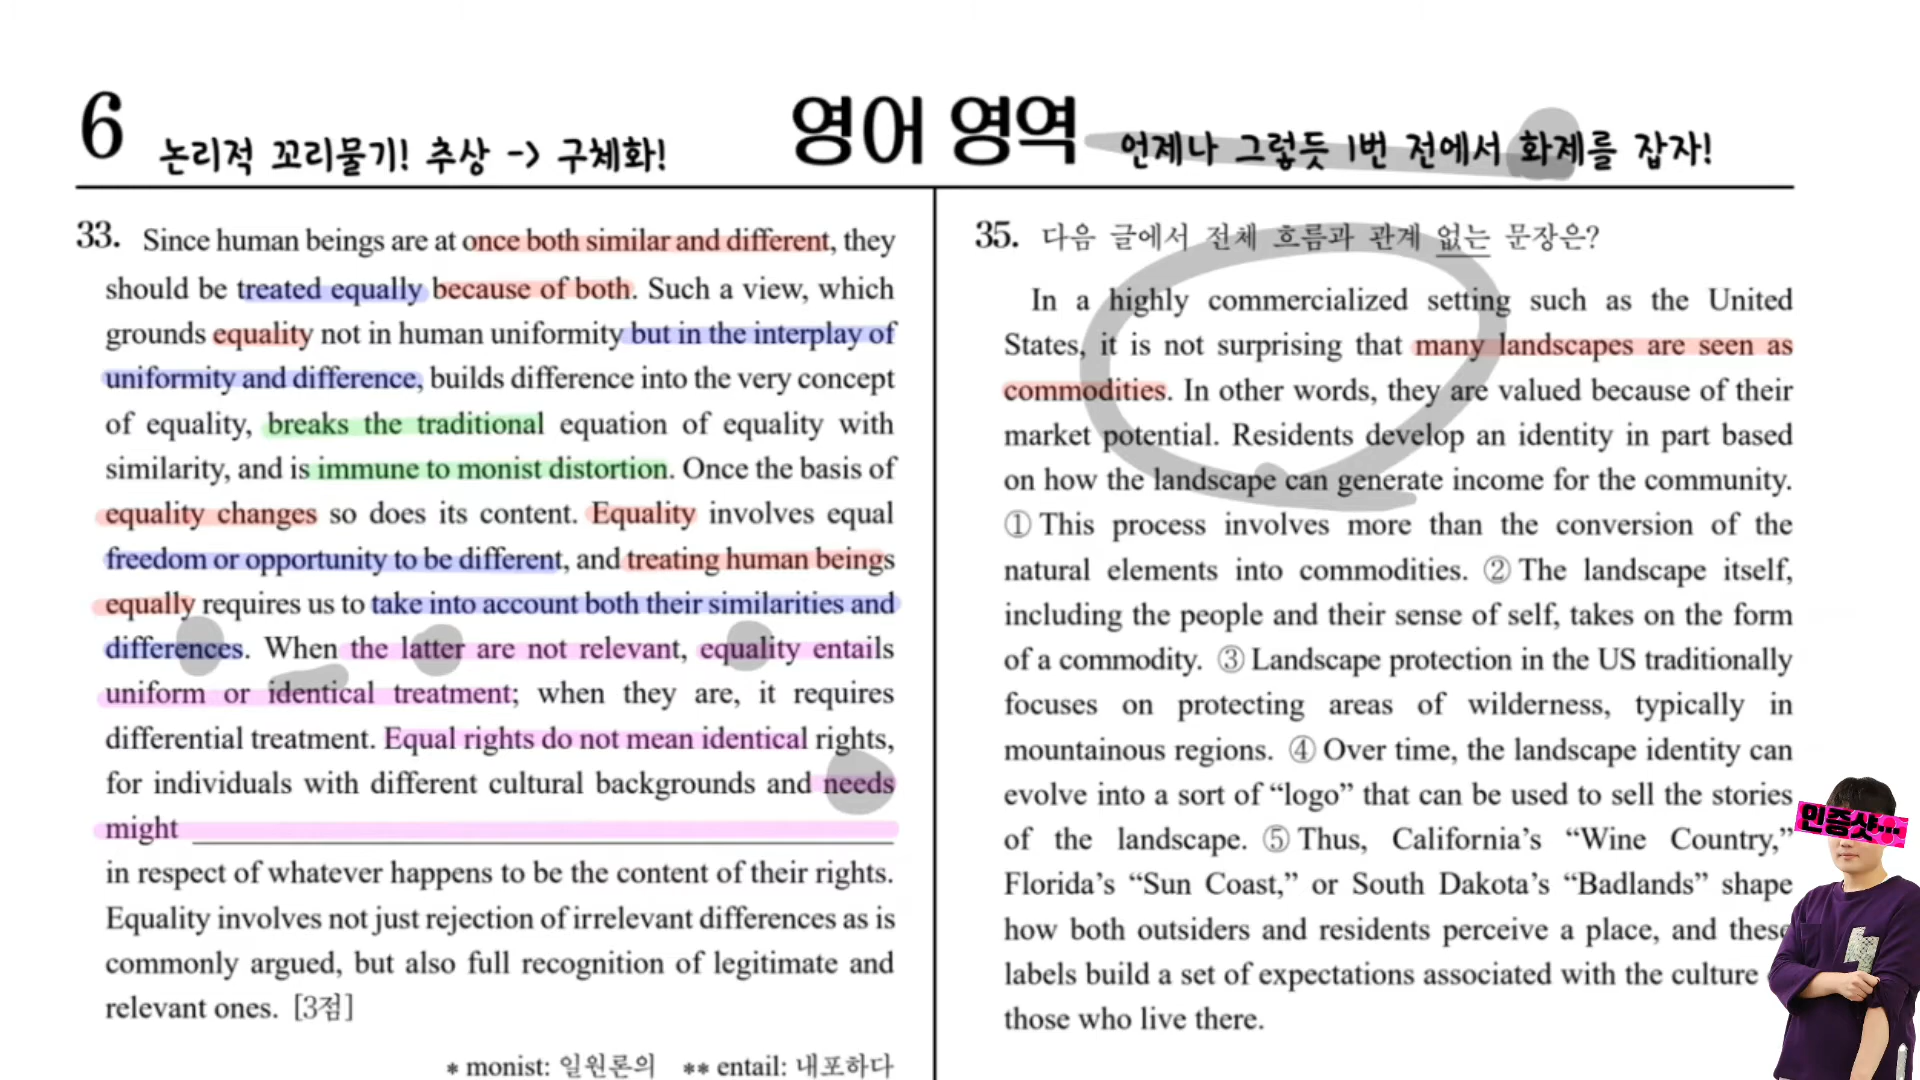 6
논리적 꼬리물기! 추상 -> 구체화!
영어 영역
언제나 그렇듯 1번 전에서 화제를 잡자!
33. Since human beings are at once both similar and different, they
should be treated equally because of both. Such a view, which
grounds equality not in human uniformity but in the interplay of
uniformity and difference, builds difference into the very concept
of equality, breaks the traditional equation of equality with
similarity, and is immune to monist distortion. Once the basis of
equality changes so does its content. Equality involves equal
freedom or opportunity to be different, and treating human beings
equally requires us to take into account both their similarities and
differences. When the latter are not relevant, equality entails
uniform or identical treatment; when they are, it requires
differential treatment. Equal rights do not mean identical rights,
for individuals with different cultural backgrounds and needs
might
in respect of whatever happens to be the content of their rights.
Equality involves not just rejection of irrelevant differences as is
commonly argued, but also full recognition of legitimate and
relevant ones. [3점]
* monist: 일원론의 ** entail: 내포하다
35. 다음 글에서 전체 흐름과 관계 없는 문장은?
In a highly commercialized setting such as the United
States, it is not surprising that many landscapes are seen as
commodities. In other words, they are valued because of their
market potential. Residents develop an identity in part based
on how the landscape can generate income for the community.
① This process involves more than the conversion of the
natural elements into commodities. ② The landscape itself,
including the people and their sense of self, takes on the form
of a commodity. ③ Landscape protection in the US traditionally
focuses on protecting areas of wilderness, typically in
mountainous regions. ④ Over time, the landscape identity can
evolve into a sort of “logo” that can be used to sell the stories
of the landscape. ⑤ Thus, California’s “Wine Country,”
Florida’s “Sun Coast,” or South Dakota’s “Badlands” shape
how both outsiders and residents perceive a place, and these
labels build a set of expectations associated with the culture
those who live there.
인증샷...